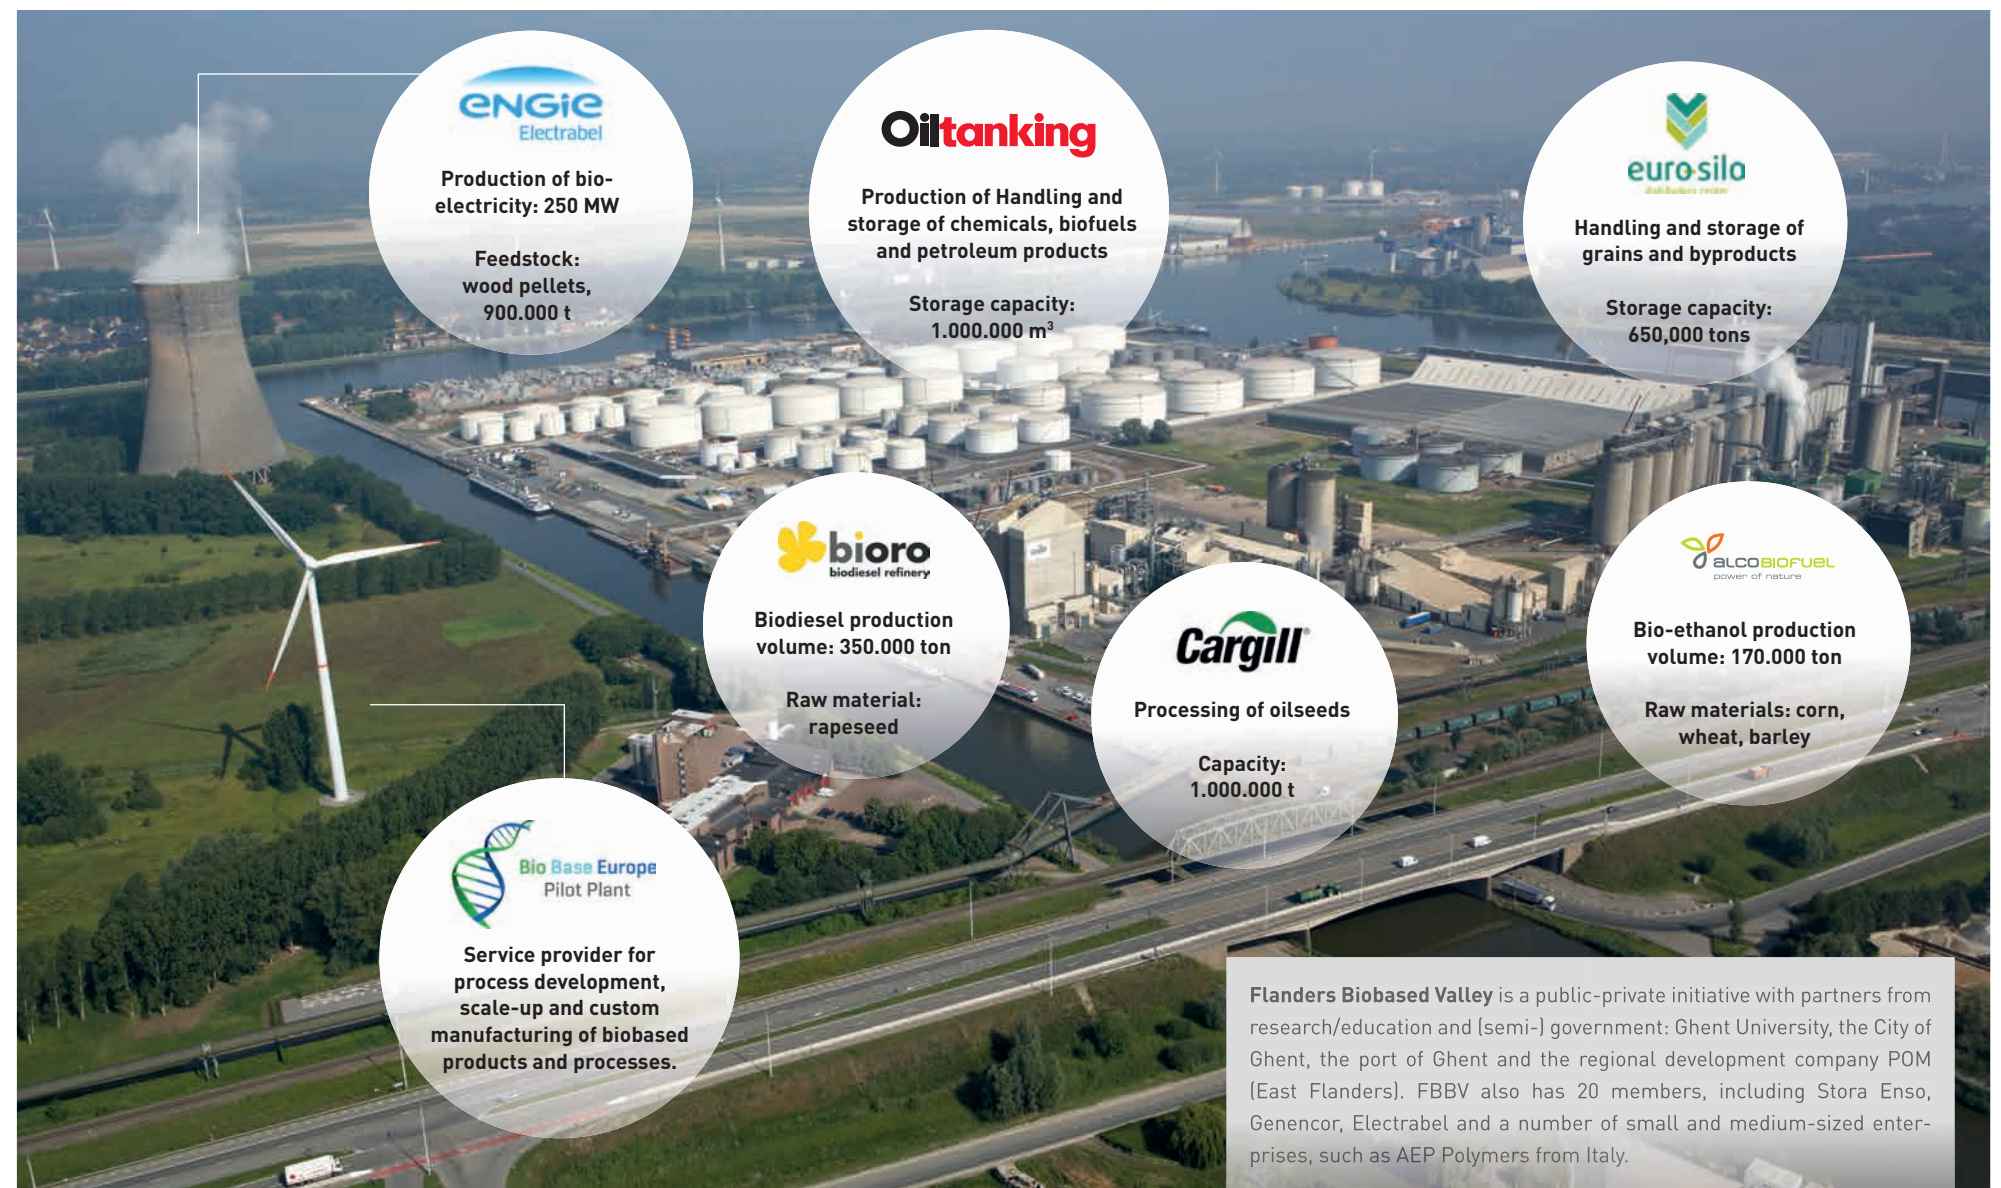 ENGIE
Electrabel
Production of bio-
electricity: 250 MW
Feedstock:
wood pellets,
900.000 t
Oiltanking
Production of Handling and
storage of chemicals, biofuels
and petroleum products
Storage capacity:
1.000.000 m³
euro-silo
distribution center
Handling and storage of
grains and byproducts
Storage capacity:
650,000 tons
bioro
biodiesel refinery
Biodiesel production
volume: 350.000 ton
Raw material:
rapeseed
Cargill®
Processing of oilseeds
Capacity:
1.000.000 t
ALCOBIOFUEL
power of nature
Bio-ethanol production
volume: 170.000 ton
Raw materials: corn,
wheat, barley
Bio Base Europe
Pilot Plant
Service provider for
process development,
scale-up and custom
manufacturing of biobased
products and processes.
Flanders Biobased Valley is a public-private initiative with partners from
research/education and (semi-) government: Ghent University, the City of
Ghent, the port of Ghent and the regional development company POM
(East Flanders). FBBV also has 20 members, including Stora Enso,
Genencor, Electrabel and a number of small and medium-sized enter-
prises, such as AEP Polymers from Italy.